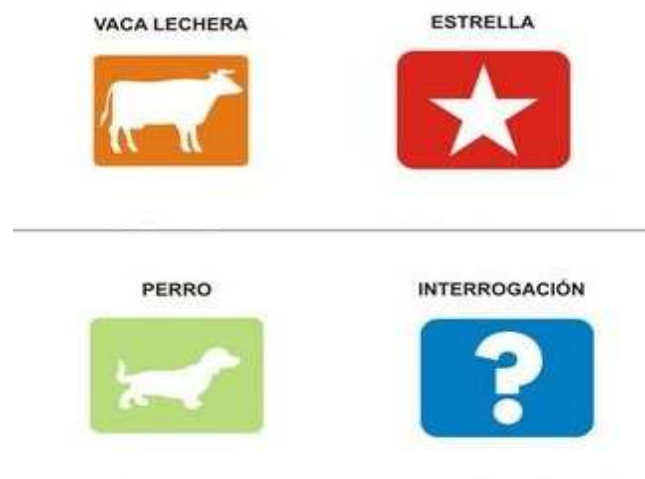 VACA LECHERA
ESTRELLA
?
PERRO
INTERROGACIÓN